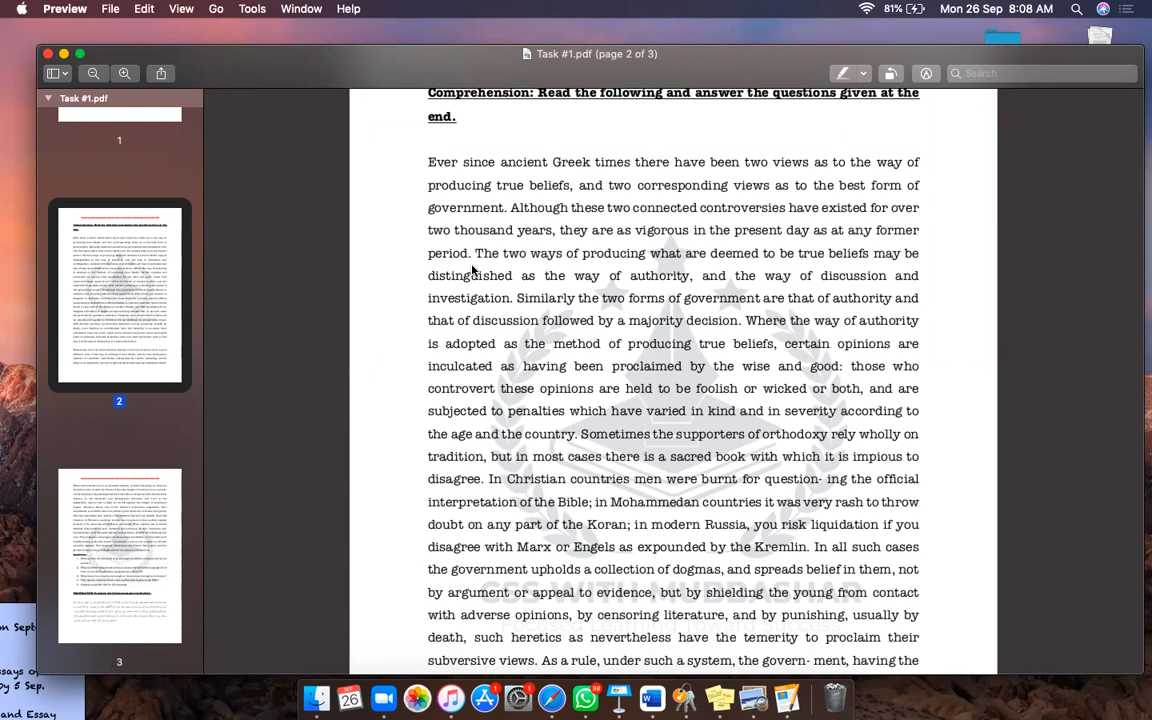 Preview File Edit View Go Tools Window Help 81% Mon 26 Sep 8:08 AM
Task #1.pdf (page 2 of 3)
Search
Task #1.pdf
1
2
3
Comprehension: Read the following and answer the questions given at the
end.
Ever since ancient Greek times there have been two views as to the way of
producing true beliefs, and two corresponding views as to the best form of
government. Although these two connected controversies have existed for over
two thousand years, they are as vigorous in the present day as at any former
period. The two ways of producing what are deemed to be true beliefs may be
distinguished as the way of authority, and the way of discussion and
investigation. Similarly the two forms of government are that of authority and
that of discussion followed by a majority decision. Where the way of authority
is adopted as the method of producing true beliefs, certain opinions are
inculcated as having been proclaimed by the wise and good: those who
controvert these opinions are held to be foolish or wicked or both, and are
subjected to penalties which have varied in kind and in severity according to
the age and the country. Sometimes the supporters of orthodoxy rely wholly on
tradition, but in most cases there is a sacred book with which it is impious to
disagree. In Christian countries men were burnt for question- ing the official
interpretation of the Bible; in Mohammedan countries it was very rash to throw
doubt on any part of the Koran; in modern Russia, you risk liquidation if you
disagree with Marx or Engels as expounded by the Kremlin. In all such cases
the government upholds a collection of dogmas, and spreads belief in them, not
by argument or appeal to evidence, but by shielding the young from contact
with adverse opinions, by censoring literature, and by punishing, usually by
death, such heretics as nevertheless have the temerity to proclaim their
subversive views. As a rule, under such a system, the govern- ment, having the
on Sept
ssays o
by 5 Sep.
and Essay
26
1
1
38